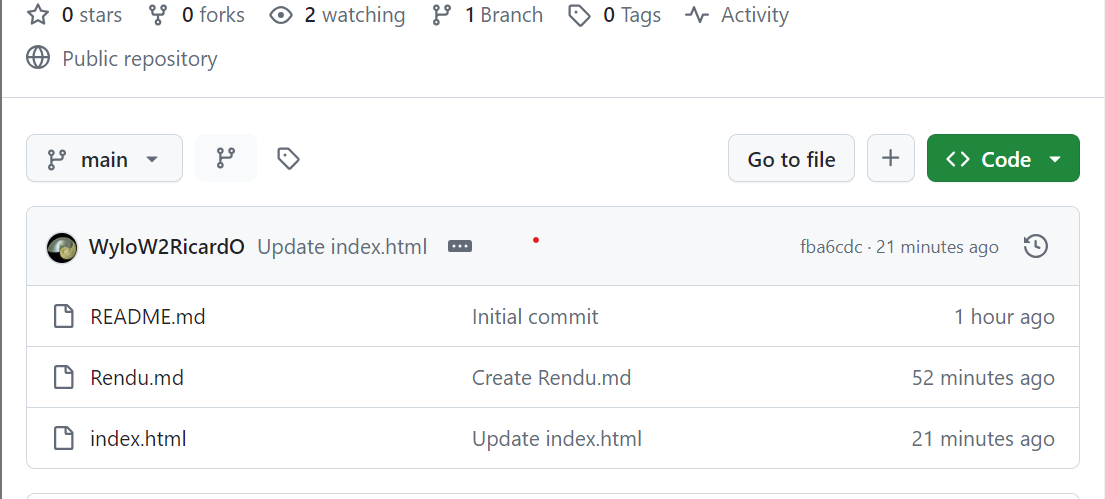 0 stars 0 forks 2 watching 1 Branch 0 Tags Activity
Public repository
main Go to file Code
WyloW2RicardO Update index.html fba6cdc · 21 minutes ago
README.md Initial commit 1 hour ago
Rendu.md Create Rendu.md 52 minutes ago
index.html Update index.html 21 minutes ago